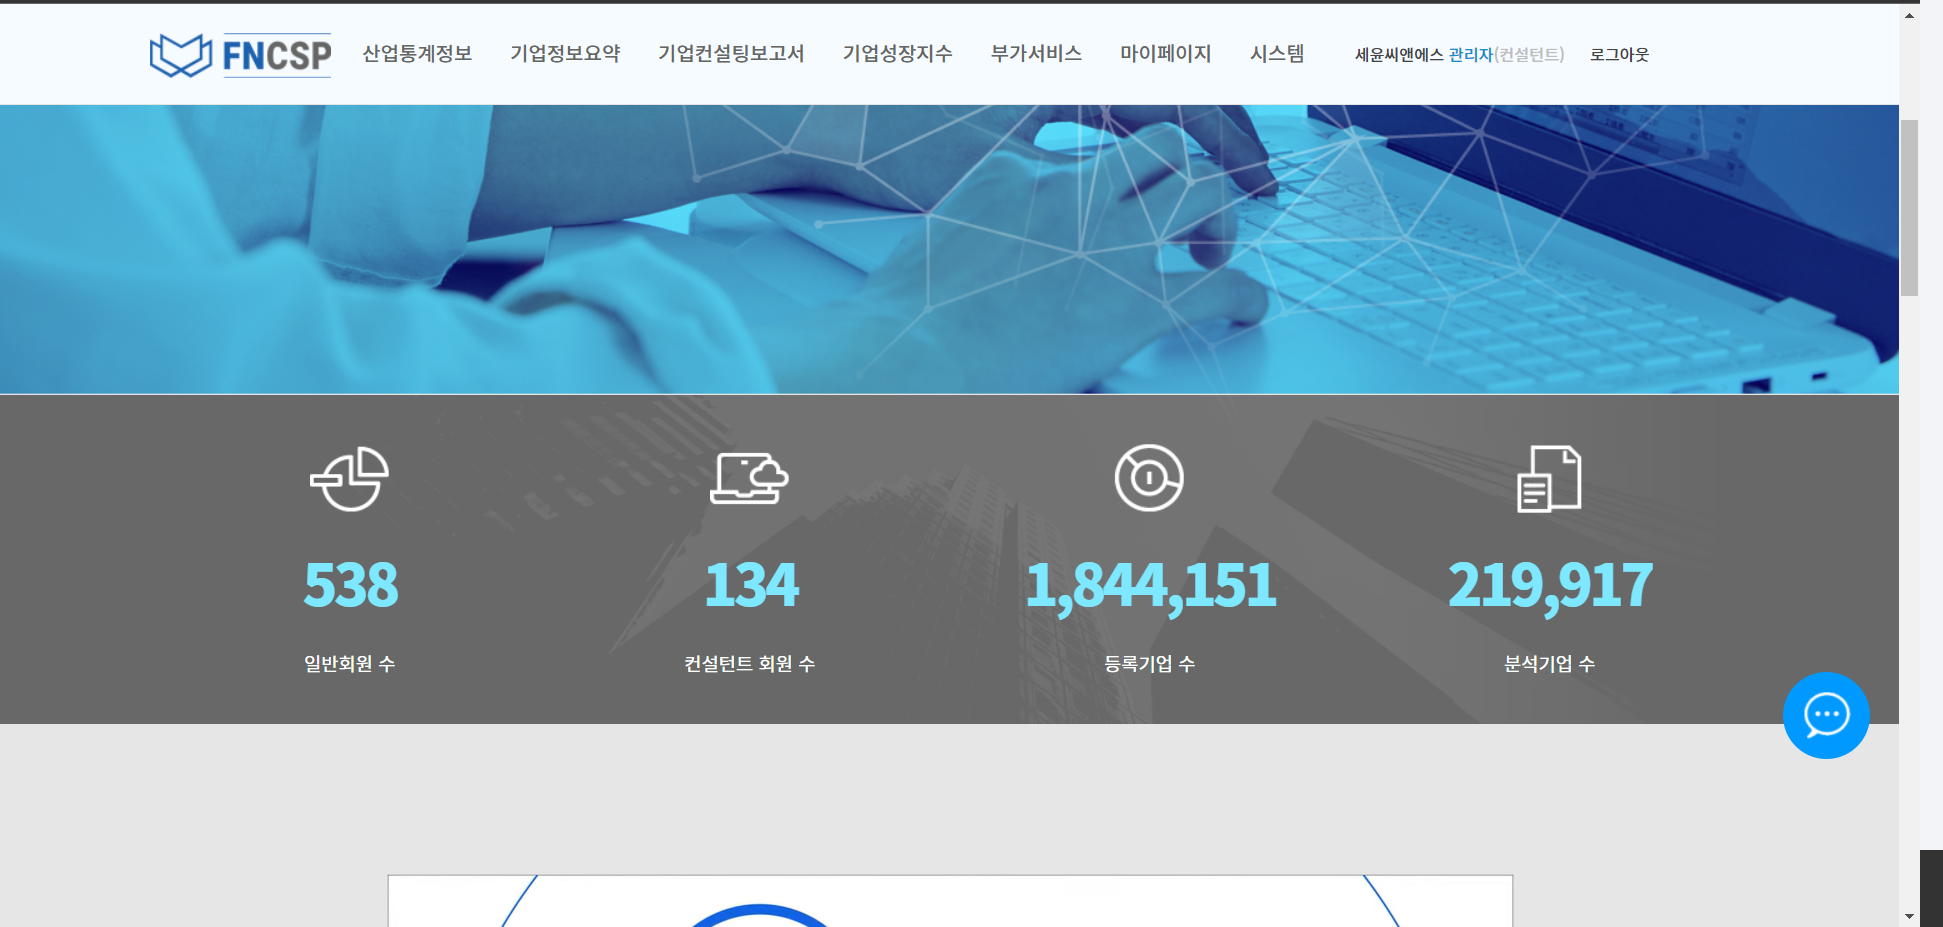 FNCSP 산업통계정보 기업정보요약 기업컨설팅보고서 기업성장지수 부가서비스 마이페이지 시스템 세윤씨앤에스 관리자(컨설턴트) 로그아웃
538 134 1,844,151 219,917
일반회원 수 컨설턴트 회원 수 등록기업 수 분석기업 수